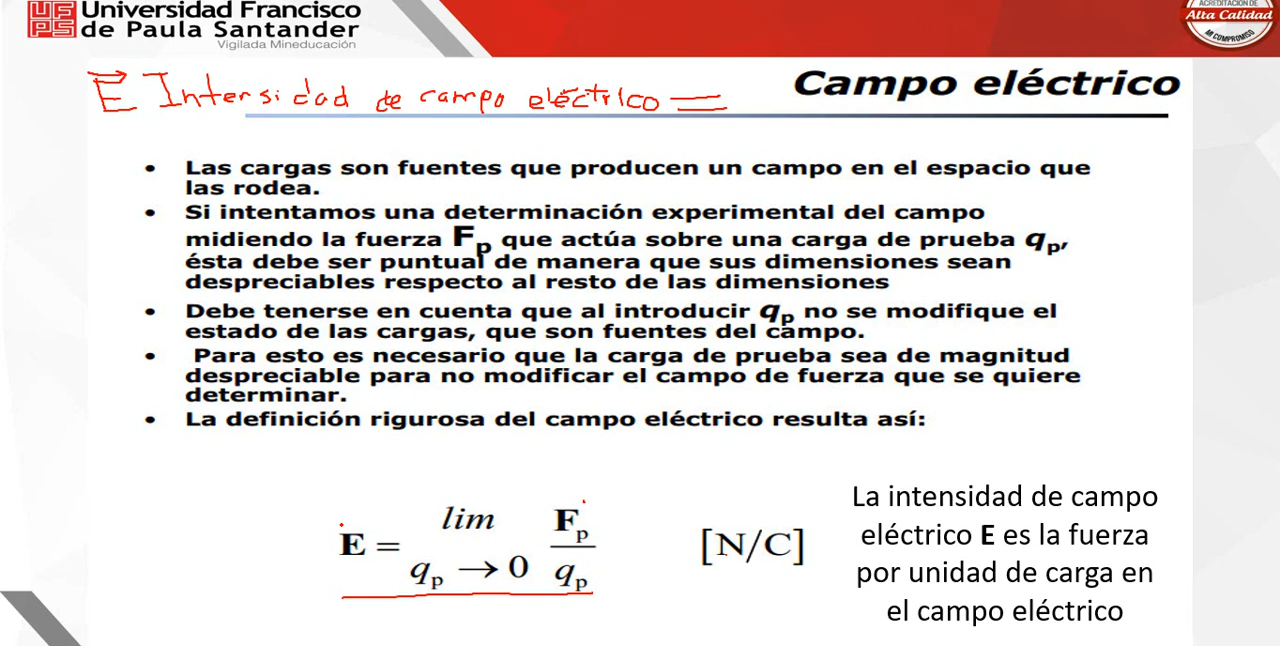 Universidad Francisco
de Paula Santander
Vigilada Mineducación
ACREDITACIÓN DE
Alta Calidad
MI COMPROMISO
E Intensidad de campo eléctrico
Campo eléctrico
• Las cargas son fuentes que producen un campo en el espacio que
las rodea.
• Si intentamos una determinación experimental del campo
midiendo la fuerza Fp que actúa sobre una carga de prueba qp,
ésta debe ser puntual de manera que sus dimensiones sean
despreciables respecto al resto de las dimensiones
• Debe tenerse en cuenta que al introducir qp no se modifique el
estado de las cargas, que son fuentes del campo.
• Para esto es necesario que la carga de prueba sea de magnitud
despreciable para no modificar el campo de fuerza que se quiere
determinar.
• La definición rigurosa del campo eléctrico resulta así:
E = lim qp → 0 Fp / qp [N/C]
La intensidad de campo
eléctrico E es la fuerza
por unidad de carga en
el campo eléctrico